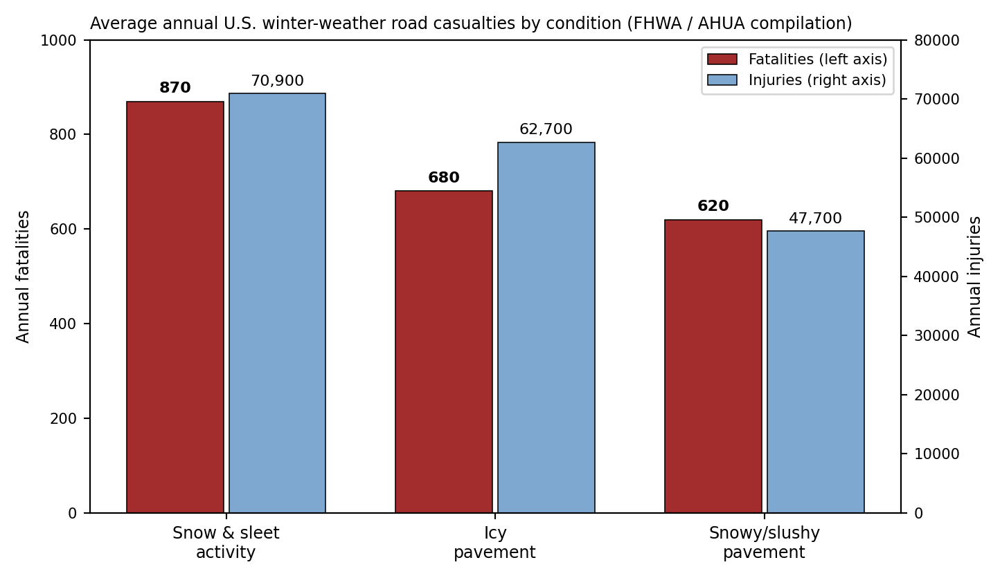 Average annual U.S. winter-weather road casualties by condition (FHWA / AHUA compilation)
Fatalities (left axis)
Injuries (right axis)
Annual fatalities
1000
800
600
400
200
0
870
70,900
680
62,700
620
47,700
80000
70000
60000
50000
40000
30000
20000
10000
0
Annual injuries
Snow & sleet
activity
Icy
pavement
Snowy/slushy
pavement